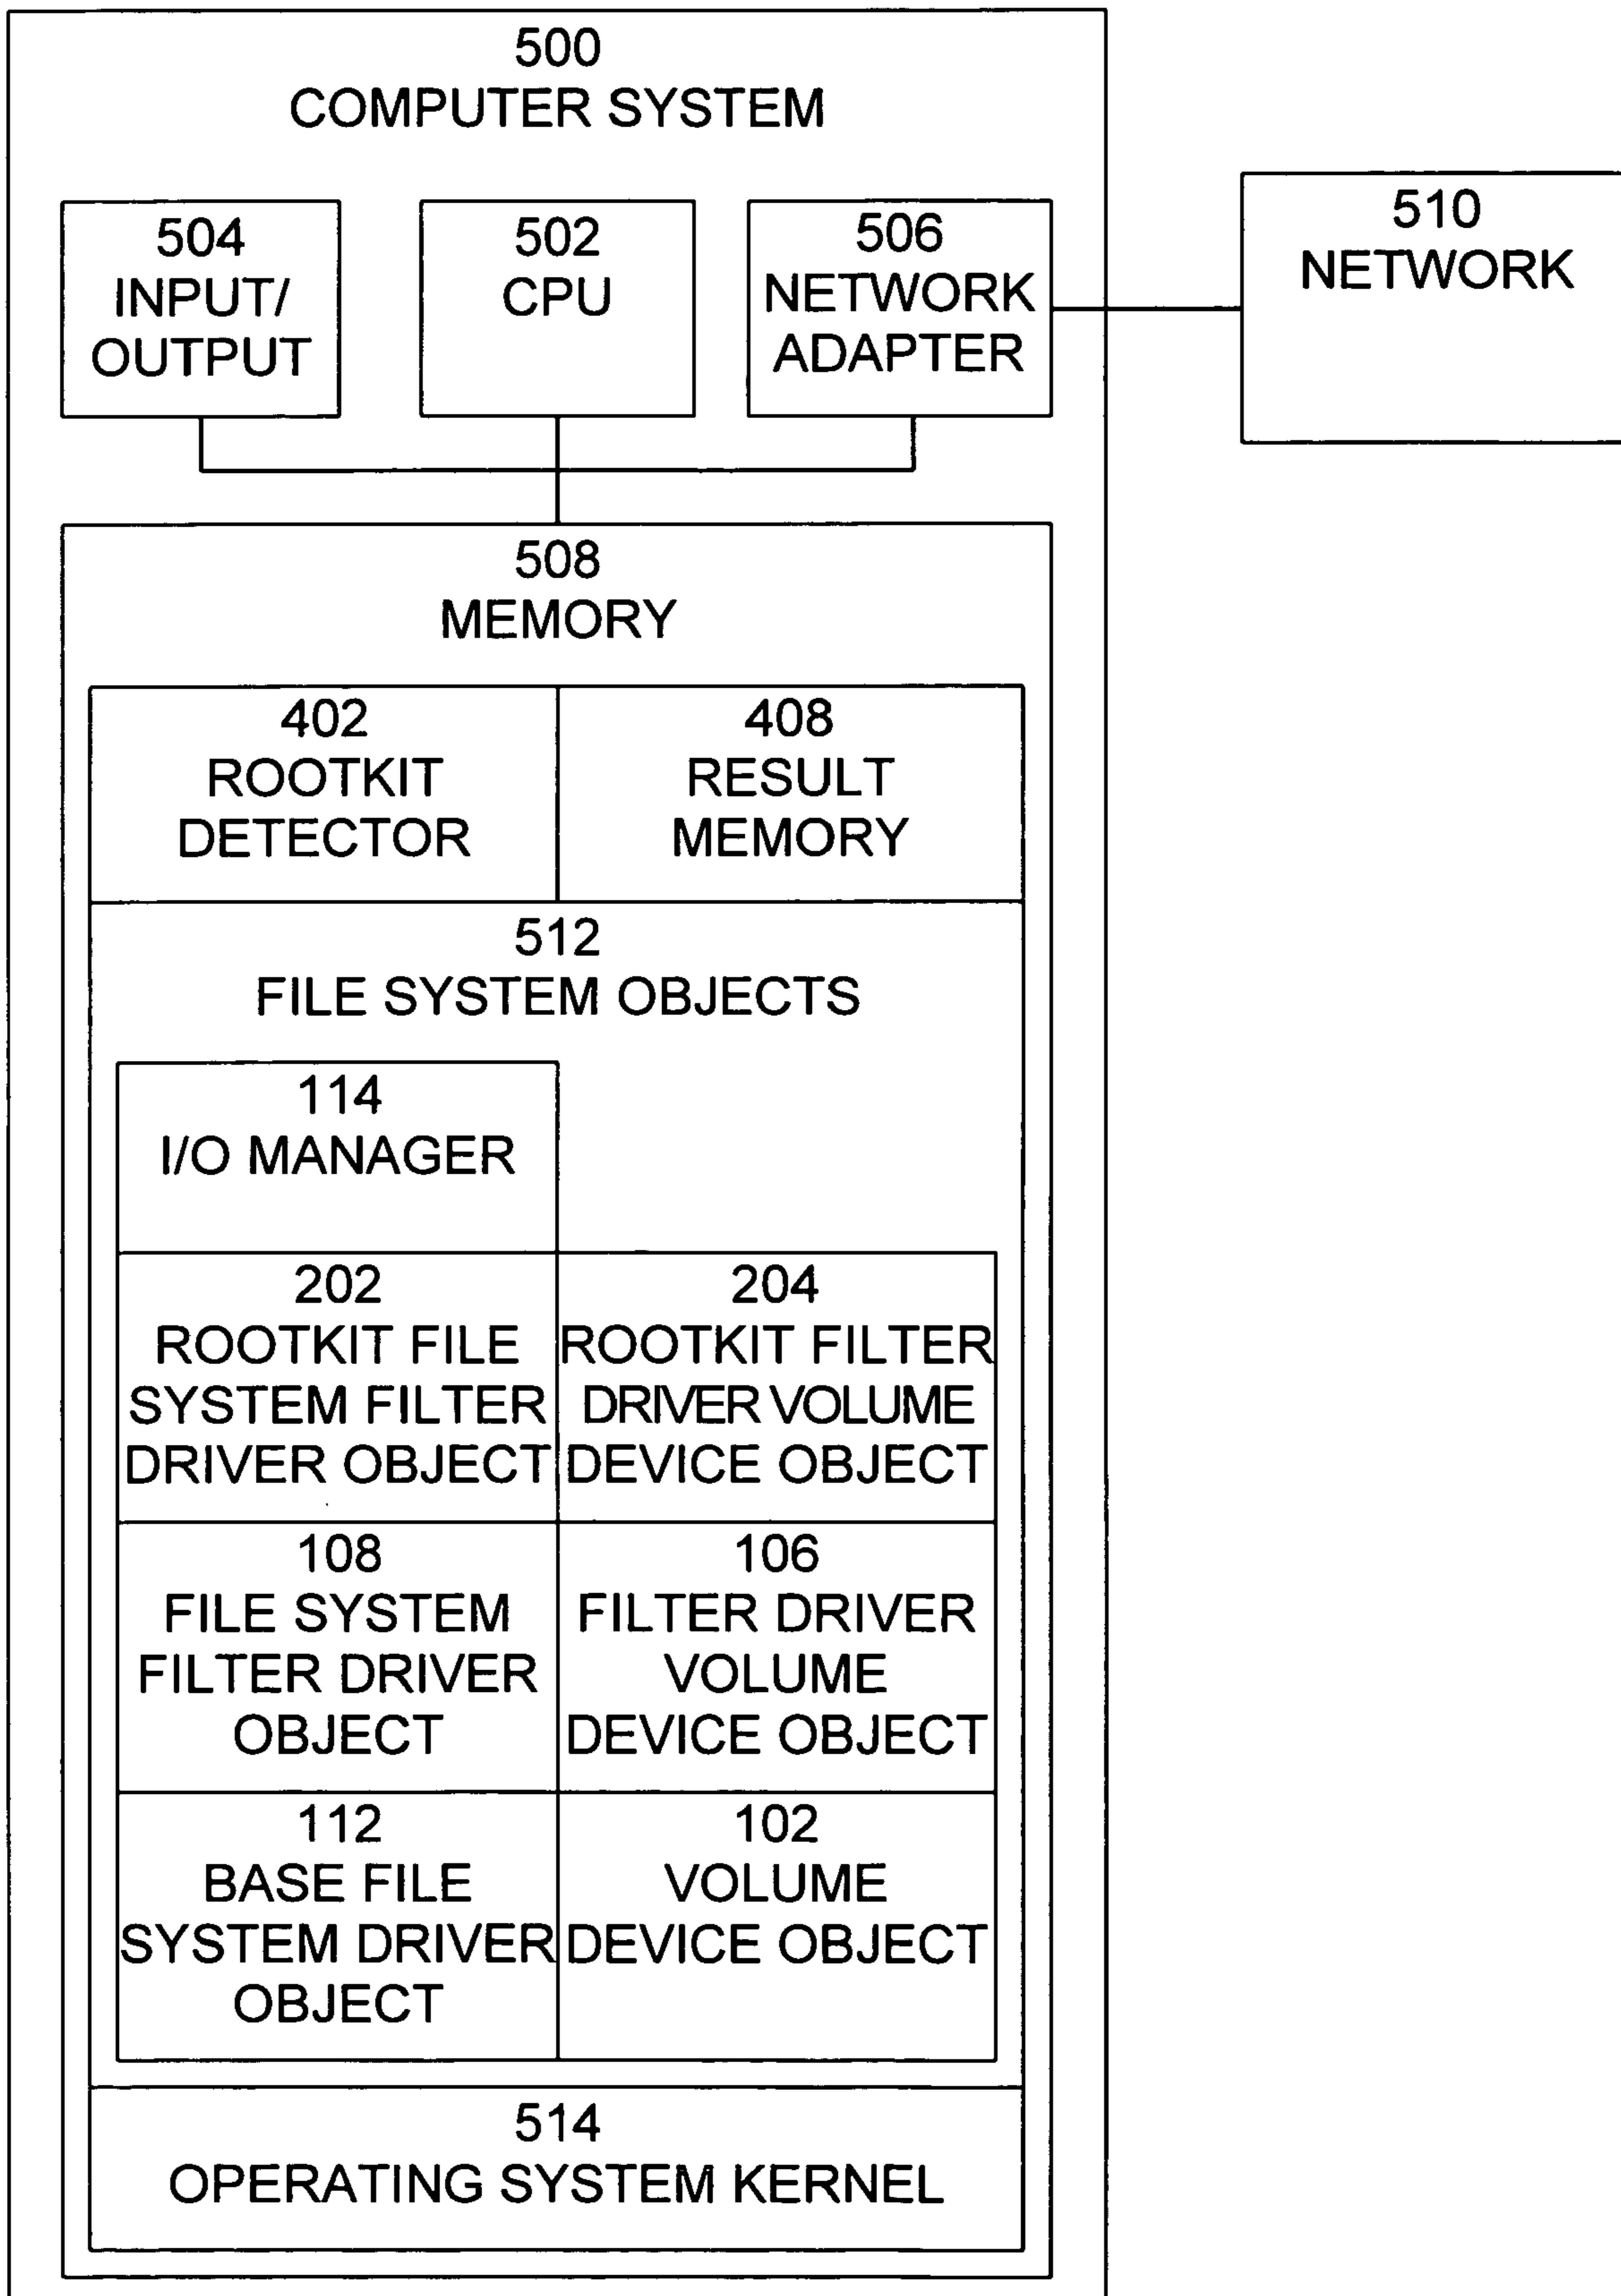 500
COMPUTER SYSTEM
504
INPUT/
OUTPUT
502
CPU
506
NETWORK
ADAPTER
510
NETWORK
508
MEMORY
402
ROOTKIT
DETECTOR
408
RESULT
MEMORY
512
FILE SYSTEM OBJECTS
114
I/O MANAGER
202
ROOTKIT FILE
SYSTEM FILTER
DRIVER OBJECT
204
ROOTKIT FILTER
DRIVER VOLUME
DEVICE OBJECT
108
FILE SYSTEM
FILTER DRIVER
OBJECT
106
FILTER DRIVER
VOLUME
DEVICE OBJECT
112
BASE FILE
SYSTEM DRIVER
OBJECT
102
VOLUME
DEVICE OBJECT
514
OPERATING SYSTEM KERNEL